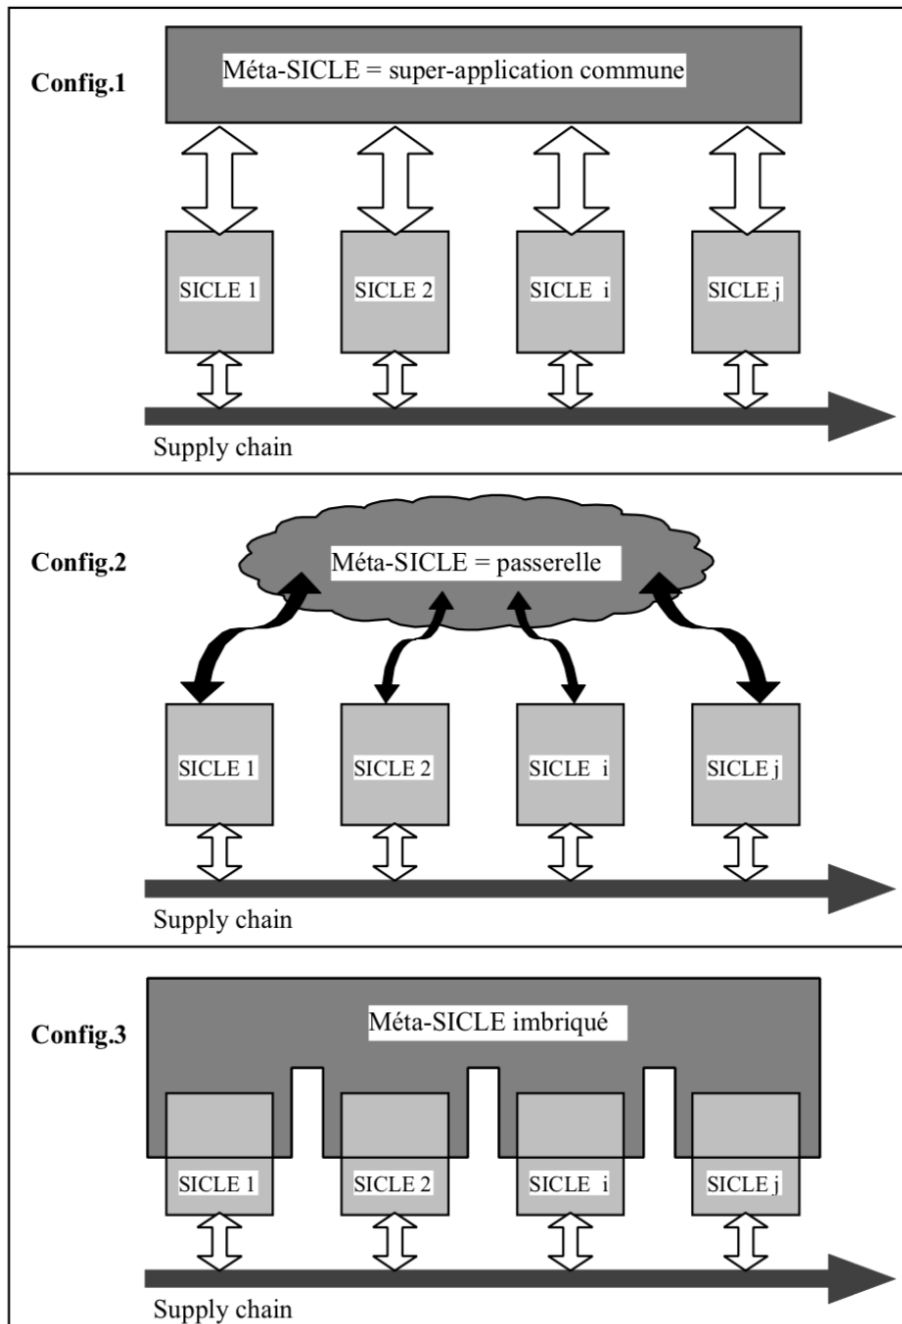 Config.1
Méta-SICLE = super-application commune
SICLE 1
SICLE 2
SICLE i
SICLE j
Supply chain
Config.2
Méta-SICLE = passerelle
SICLE 1
SICLE 2
SICLE i
SICLE j
Supply chain
Config.3
Méta-SICLE imbriqué
SICLE 1
SICLE 2
SICLE i
SICLE j
Supply chain